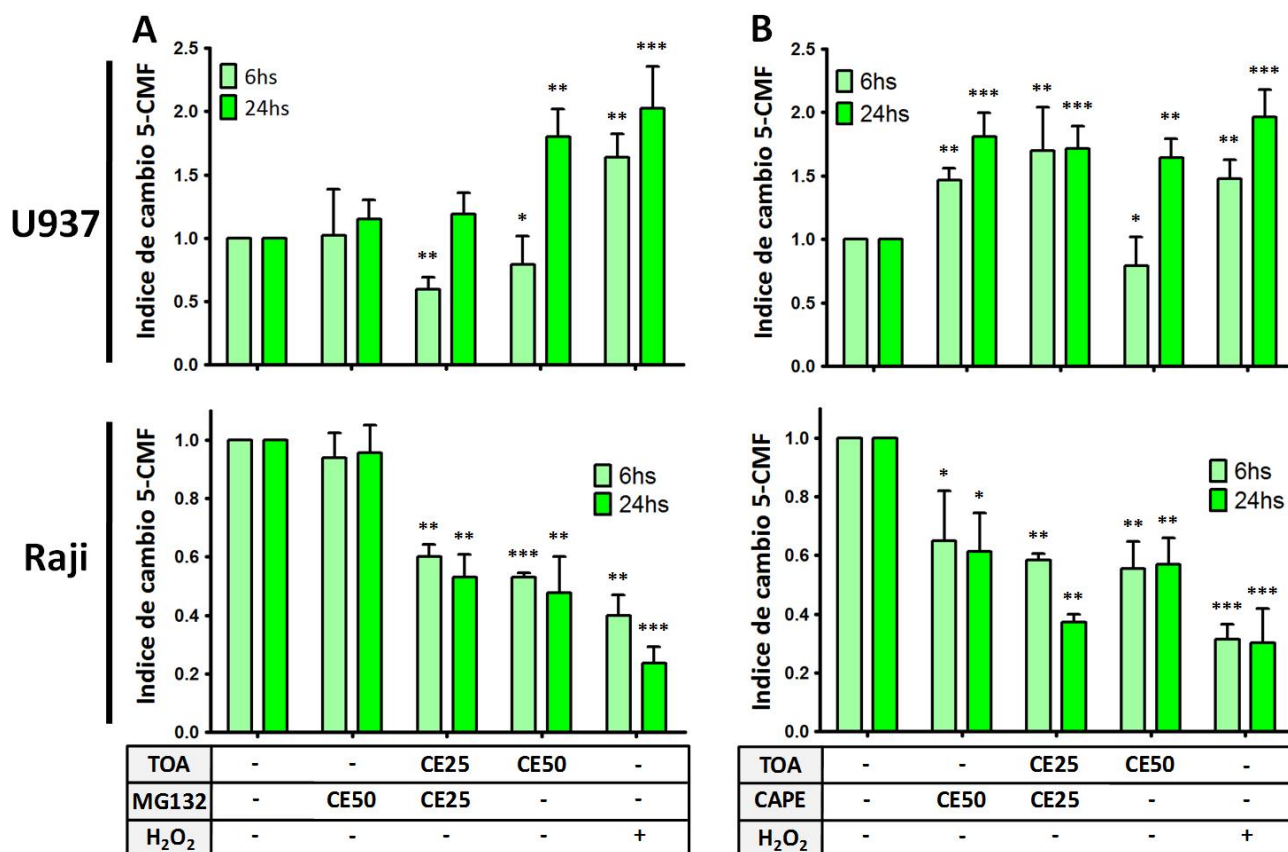 A
U937
Indice de cambio 5-CMF
2.5
2.0
1.5
1.0
0.5
0.0
6hs
24hs
** * ** ** ***
B
Indice de cambio 5-CMF
2.5
2.0
1.5
1.0
0.5
0.0
6hs
24hs
** *** ** *** * ** ** ***
Raji
Indice de cambio 5-CMF
1.0
0.8
0.6
0.4
0.2
0.0
6hs
24hs
** ** *** ** ** ***
Indice de cambio 5-CMF
1.0
0.8
0.6
0.4
0.2
0.0
6hs
24hs
* * ** ** ** ** *** ***
TOA - - CE25 CE50 -
MG132 - CE50 CE25 - -
H₂O₂ - - - - +
TOA - - CE25 CE50 -
CAPE - CE50 CE25 - -
H₂O₂ - - - - +